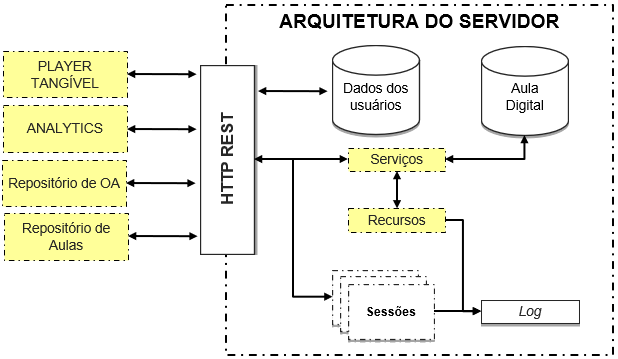 ARQUITETURA DO SERVIDOR
PLAYER
TANGÍVEL
ANALYTICS
Repositório de OA
Repositório de
Aulas
HTTP REST
Dados dos
usuários
Aula
Digital
Serviços
Recursos
Sessões
Log